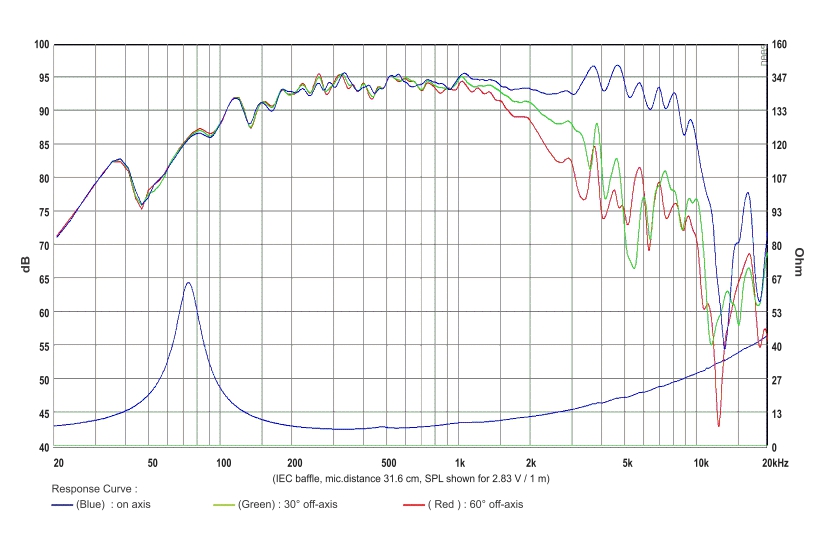 100 160
95 147
90 133
85 120
80 107
75 93
70 80
dB 65 67 Ohm
60 53
55 40
50 27
45 13
40 0
20 50 100 200 500 1k 2k 5k 10k 20kHz
(IEC baffle, mic.distance 31.6 cm, SPL shown for 2.83 V / 1 m)
Response Curve :
(Blue) : on axis (Green) : 30° off-axis ( Red ) : 60° off-axis